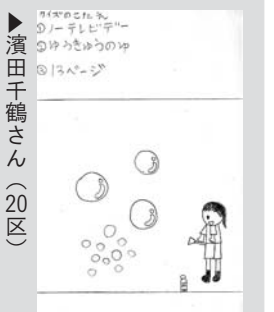 ▶濱田千鶴さん（20区）
クイズのこたえ
①ノーテレビデー
②ゆうきゅうのゆ
③13ページ